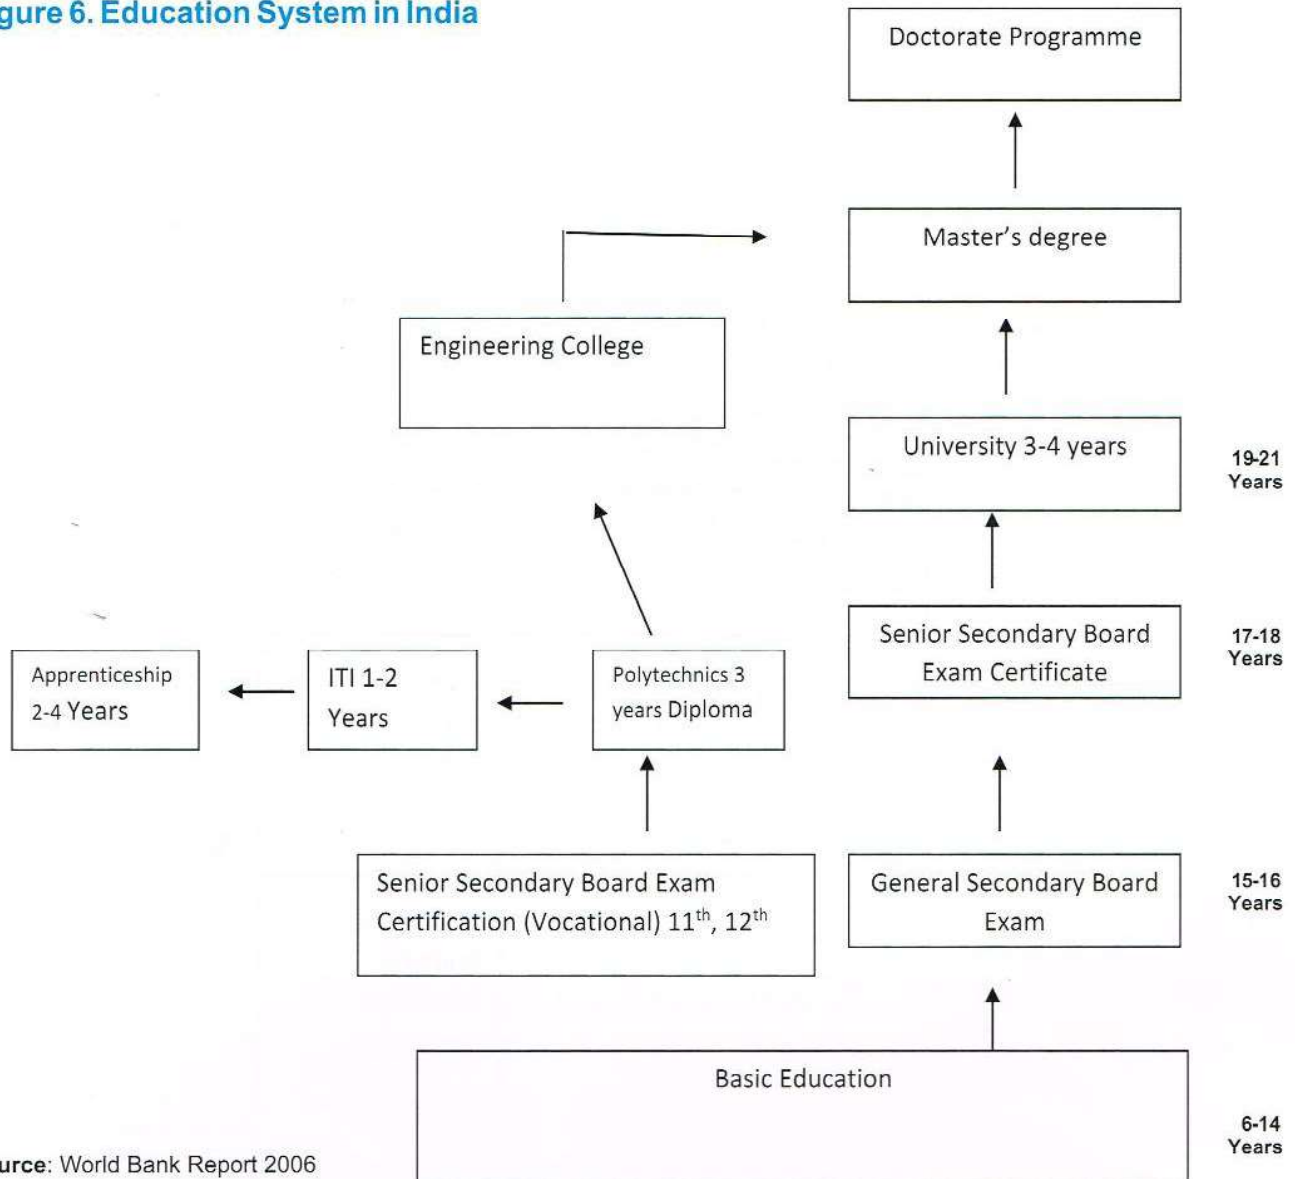 gure 6. Education System in India
Doctorate Programme
Master's degree
Engineering College
University 3-4 years
19-21
Years
Senior Secondary Board
Exam Certificate
17-18
Years
Apprenticeship
2-4 Years
ITI 1-2
Years
Polytechnics 3
years Diploma
Senior Secondary Board Exam
Certification (Vocational) 11th, 12th
General Secondary Board
Exam
15-16
Years
Basic Education
6-14
Years
urce: World Bank Report 2006